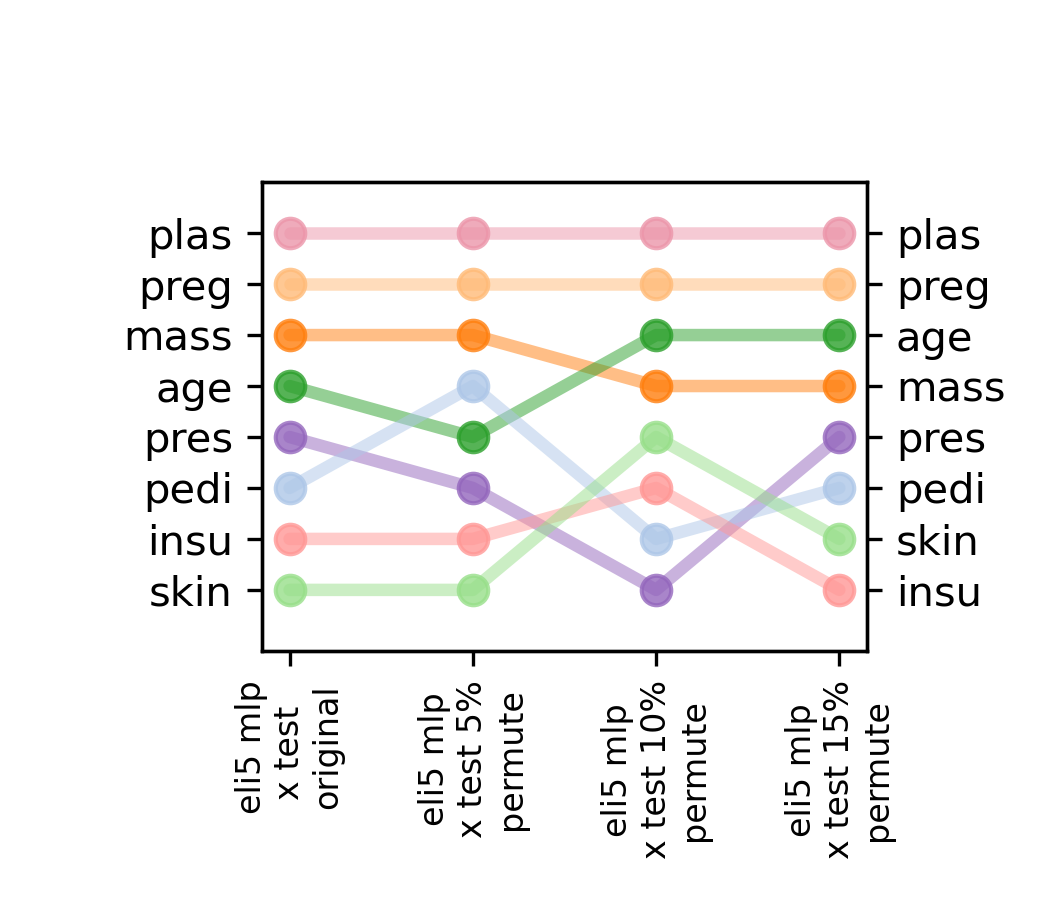 plas
preg
mass
age
pres
pedi
insu
skin
plas
preg
age
mass
pres
pedi
skin
insu
eli5 mlp
x test
original
eli5 mlp
x test 5%
permute
eli5 mlp
x test 10%
permute
eli5 mlp
x test 15%
permute